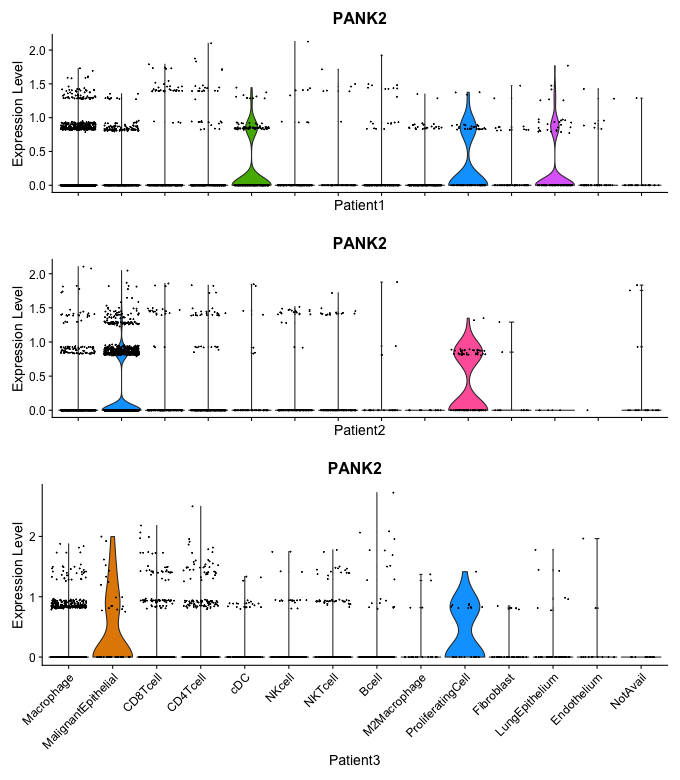 PANK2
Expression Level
2.0
1.5
1.0
0.5
0.0
Patient1
PANK2
Expression Level
2.0
1.5
1.0
0.5
0.0
Patient2
PANK2
Expression Level
2
1
0
Macrophage
MalignantEpithelial
CD8Tcell
CD4Tcell
cDC
NKcell
NKTcell
Bcell
M2Macrophage
ProliferatingCell
Fibroblast
LungEpithelium
Endothelium
NotAvail
Patient3